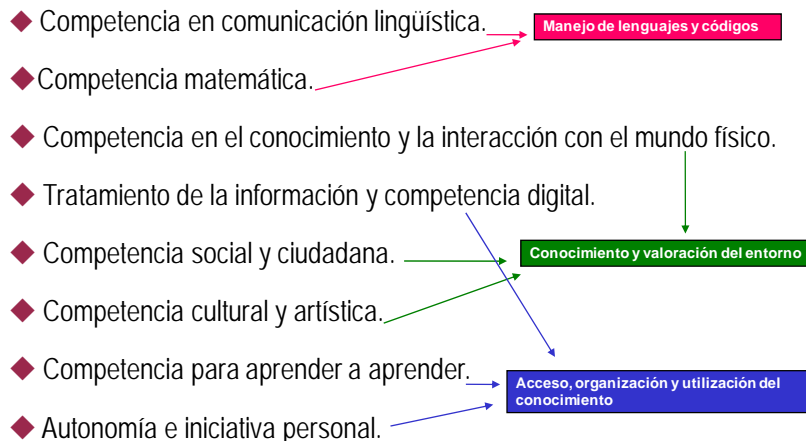 Competencia en comunicación lingüística.
Manejo de lenguajes y códigos
Competencia matemática.
Competencia en el conocimiento y la interacción con el mundo físico.
Tratamiento de la información y competencia digital.
Competencia social y ciudadana.
Conocimiento y valoración del entorno
Competencia cultural y artística.
Competencia para aprender a aprender.
Acceso, organización y utilización del
conocimiento
Autonomía e iniciativa personal.